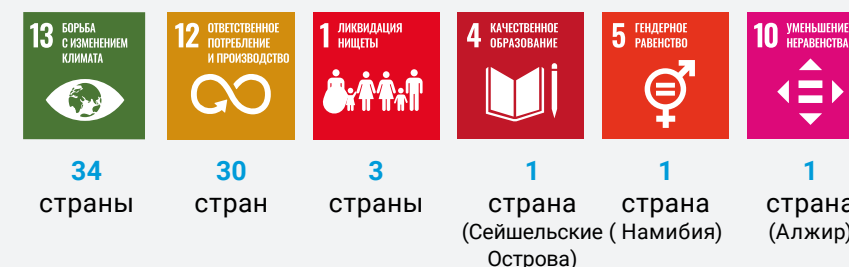 13 БОРЬБА
С ИЗМЕНЕНИЕМ
КЛИМАТА
12 ОТВЕТСТВЕННОЕ
ПОТРЕБЛЕНИЕ
И ПРОИЗВОДСТВО
1 ЛИКВИДАЦИЯ
НИЩЕТЫ
4 КАЧЕСТВЕННОЕ
ОБРАЗОВАНИЕ
5 ГЕНДЕРНОЕ
РАВЕНСТВО
10 УМЕНЬШЕНИЕ
НЕРАВЕНСТВА
34
страны
30
стран
3
страны
1
страна
(Сейшельские
Острова)
1
страна
( Намибия)
1
страна
(Алжир)